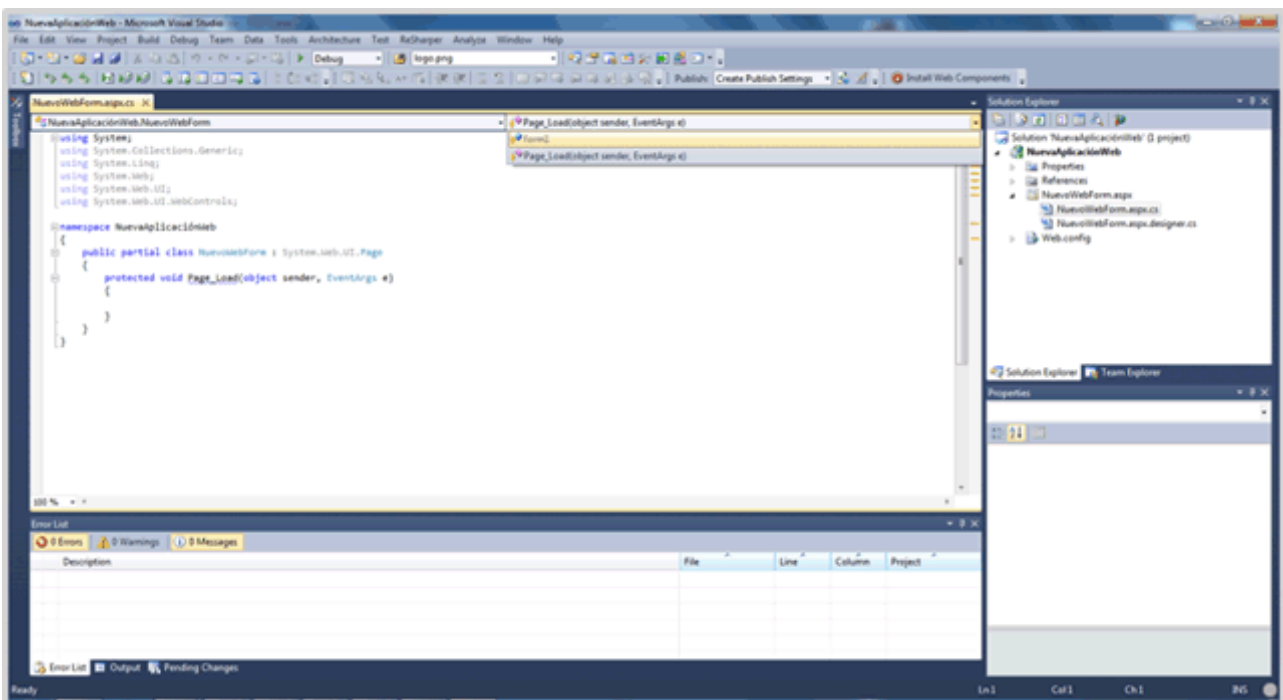 NuevaAplicaciónWeb - Microsoft Visual Studio
File Edit View Project Build Debug Team Data Tools Architecture Test ReSharper Analyze Window Help
Debug logo.png
Publish: Create Publish Settings Install Web Components
Toolbox
NuevoWebForm.aspx.cs
NuevaAplicaciónWeb.NuevoWebForm
Page_Load(object sender, EventArgs e)
Page_Load(object sender, EventArgs e)
using System;
using System.Collections.Generic;
using System.Linq;
using System.Web;
using System.Web.UI;
using System.Web.UI.WebControls;
namespace NuevaAplicaciónWeb
{
public partial class NuevoWebForm : System.Web.UI.Page
{
protected void Page_Load(object sender, EventArgs e)
{
}
}
}
100 %
Solution Explorer
Solution 'NuevaAplicaciónWeb' (1 project)
NuevaAplicaciónWeb
Properties
References
NuevoWebForm.aspx
NuevoWebForm.aspx.cs
NuevoWebForm.aspx.designer.cs
Web.config
Solution Explorer Team Explorer
Properties
Error List
0 Errors 0 Warnings 0 Messages
Description File Line Column Project
Error List Output Pending Changes
Ready Ln 1 Col 1 Ch 1 INS